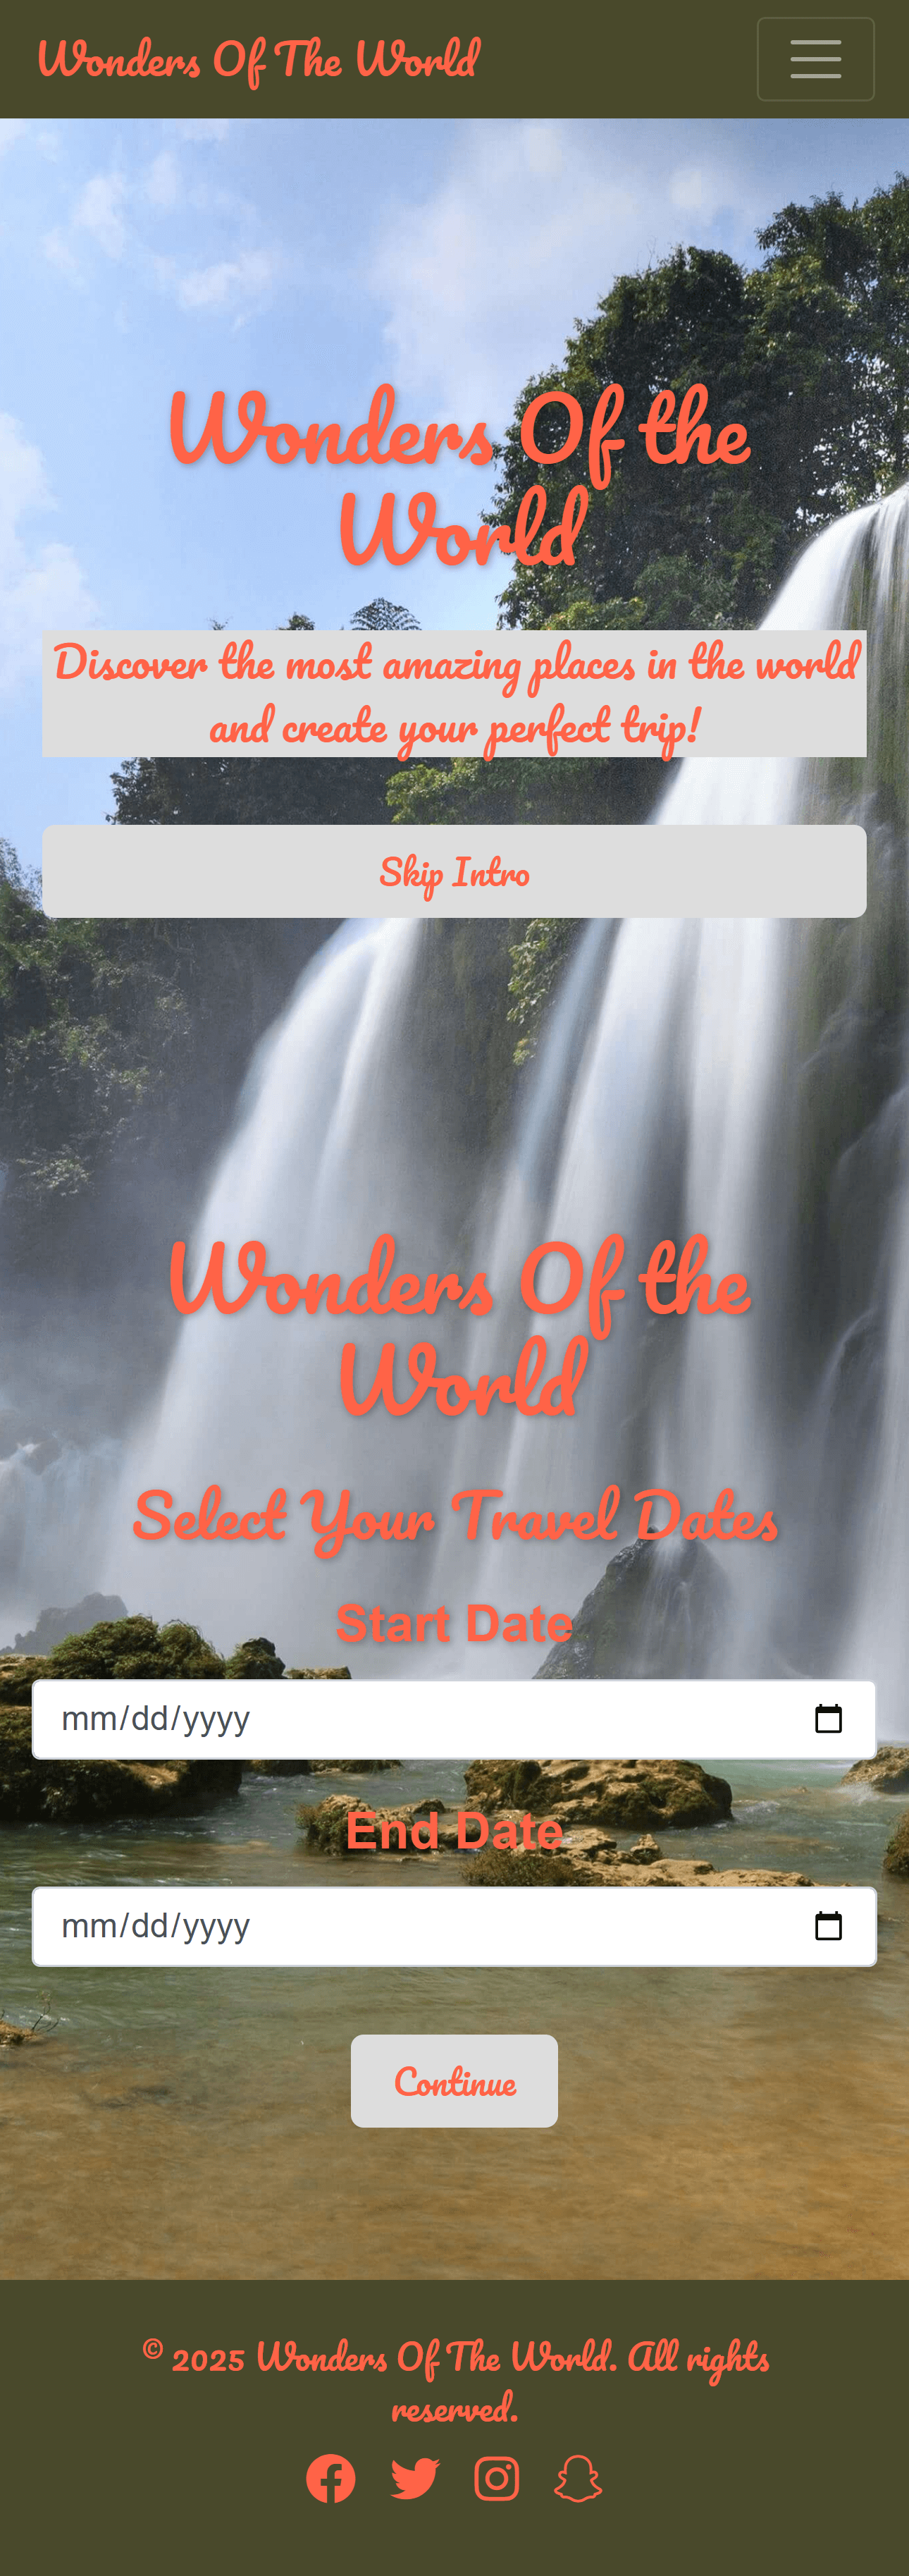 Wonders Of The World
Wonders Of the
World
Discover the most amazing places in the world
and create your perfect trip!
Skip Intro
Wonders Of the
World
Select Your Travel Dates
Start Date
mm/dd/yyyy
End Date
mm/dd/yyyy
Continue
© 2025 Wonders Of The World. All rights
reserved.